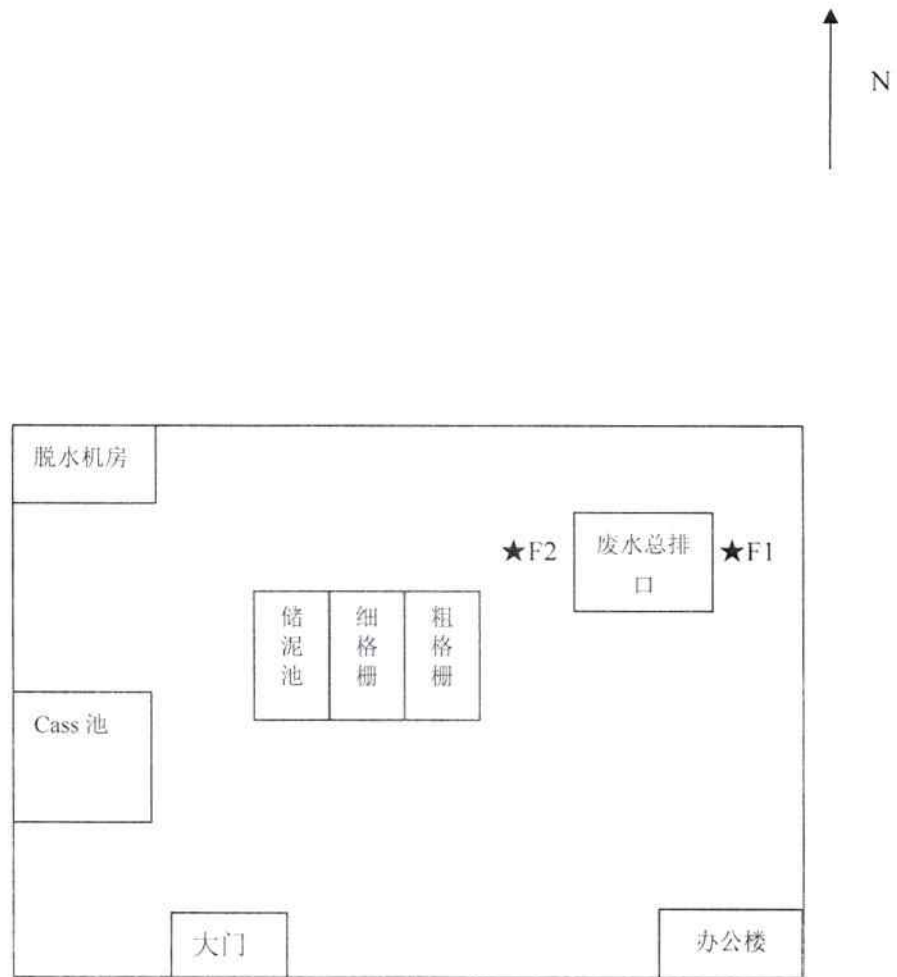 N
脱水机房
★F2
废水总排
口
★F1
储
泥
池
细
格
栅
粗
格
栅
Cass 池
大门
办公楼